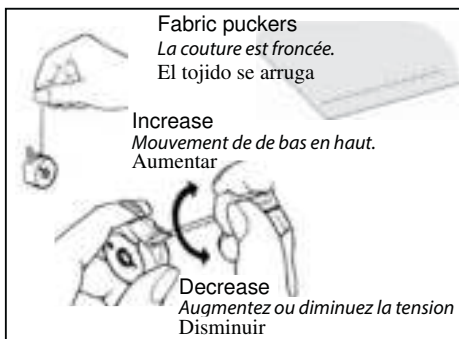 Fabric puckers
La couture est froncée.
El tojido se arruga
Increase
Mouvement de de bas en haut.
Aumentar
Decrease
Augmentez ou diminuez la tension
Disminuir